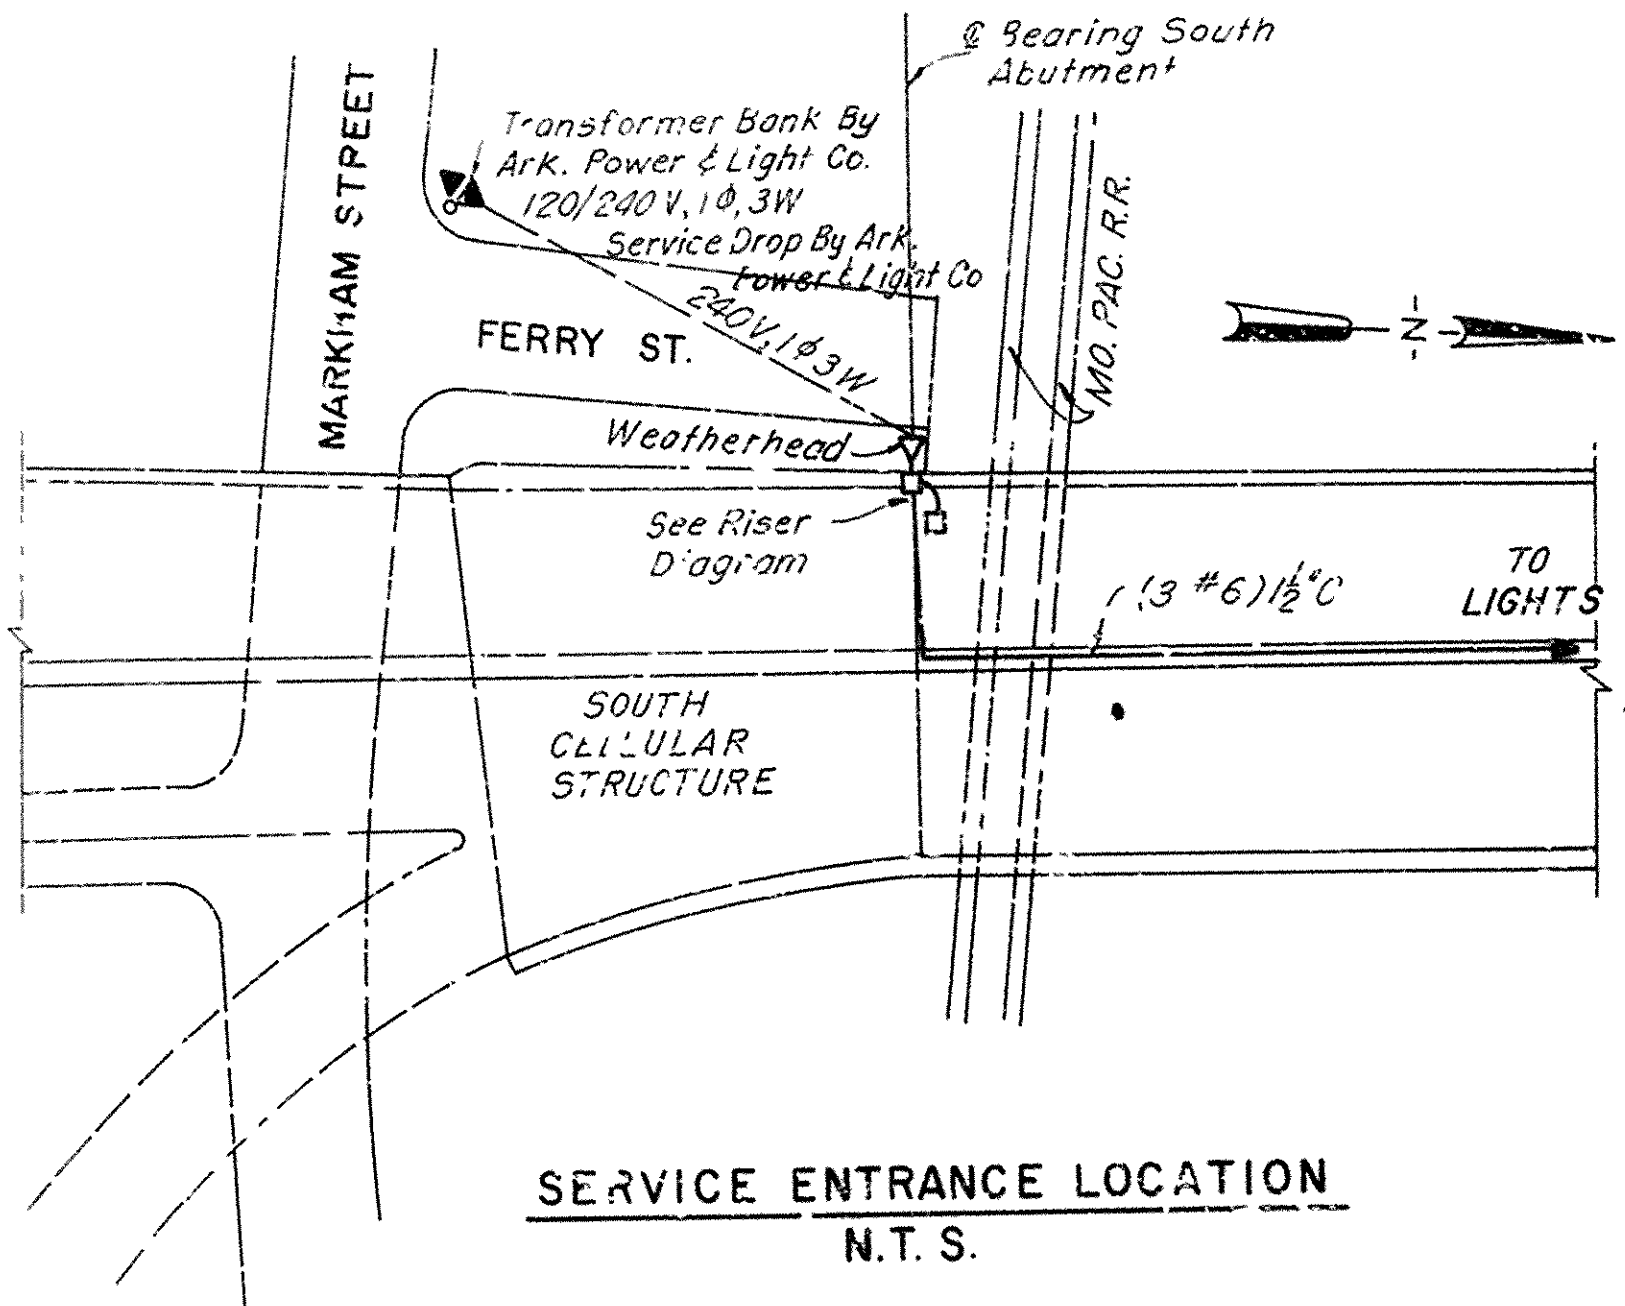 ℄ Bearing South
Abutment
Transformer Bank By
Ark. Power & Light Co.
120/240 V, 1ϕ, 3W
Service Drop By Ark.
Power & Light Co
240V, 1ϕ 3W
MARKHAM STREET
FERRY ST.
MO. PAC. R.R.
N
Weatherhead
See Riser
Diagram
(3 #6) 1½"C
TO
LIGHTS
SOUTH
CELLULAR
STRUCTURE
SERVICE ENTRANCE LOCATION
N.T.S.